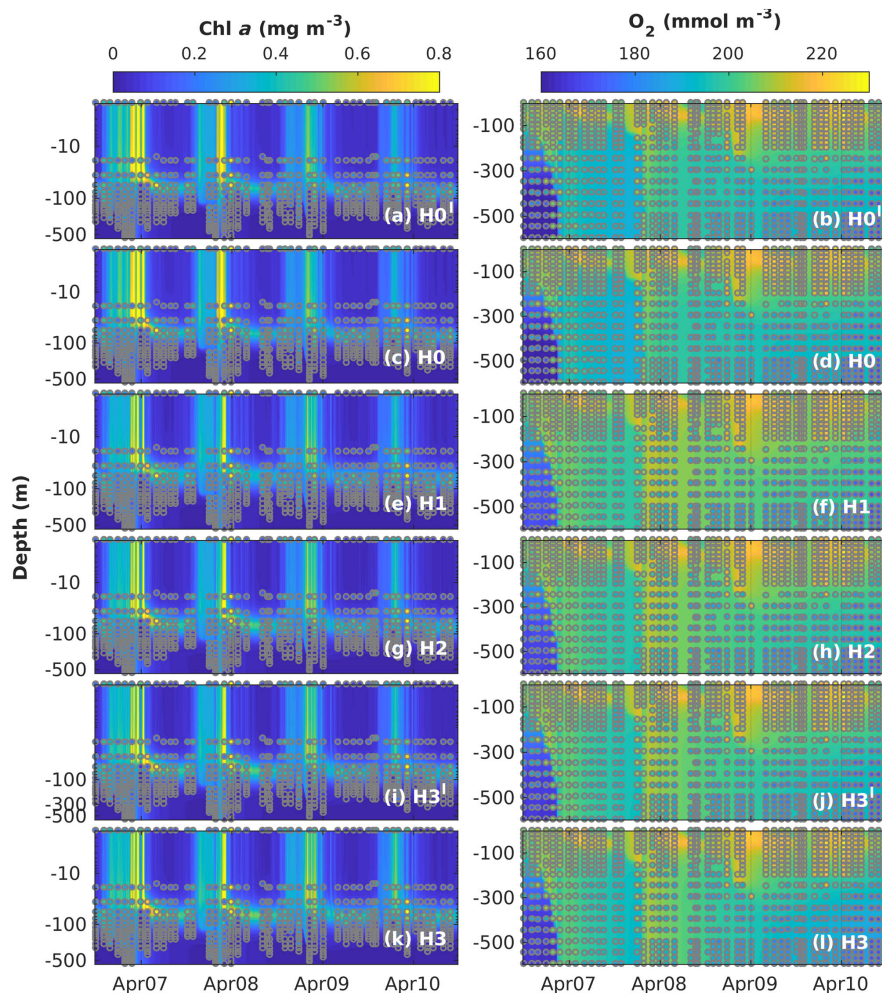 Chl a (mg m⁻³)
0 0.2 0.4 0.6 0.8
O₂ (mmol m⁻³)
160 180 200 220
Depth (m)
-10
-100
-500
(a) H0ᴵ
-100
-300
-500
(b) H0ᴵ
-10
-100
-500
(c) H0
-100
-300
-500
(d) H0
-10
-100
-500
(e) H1
-100
-300
-500
(f) H1
-10
-100
-500
(g) H2
-100
-300
-500
(h) H2
-10
-100
-300
-500
(i) H3ᴵ
-100
-300
-500
(j) H3ᴵ
-10
-100
-500
(k) H3
-100
-300
-500
(l) H3
Apr07 Apr08 Apr09 Apr10
Apr07 Apr08 Apr09 Apr10